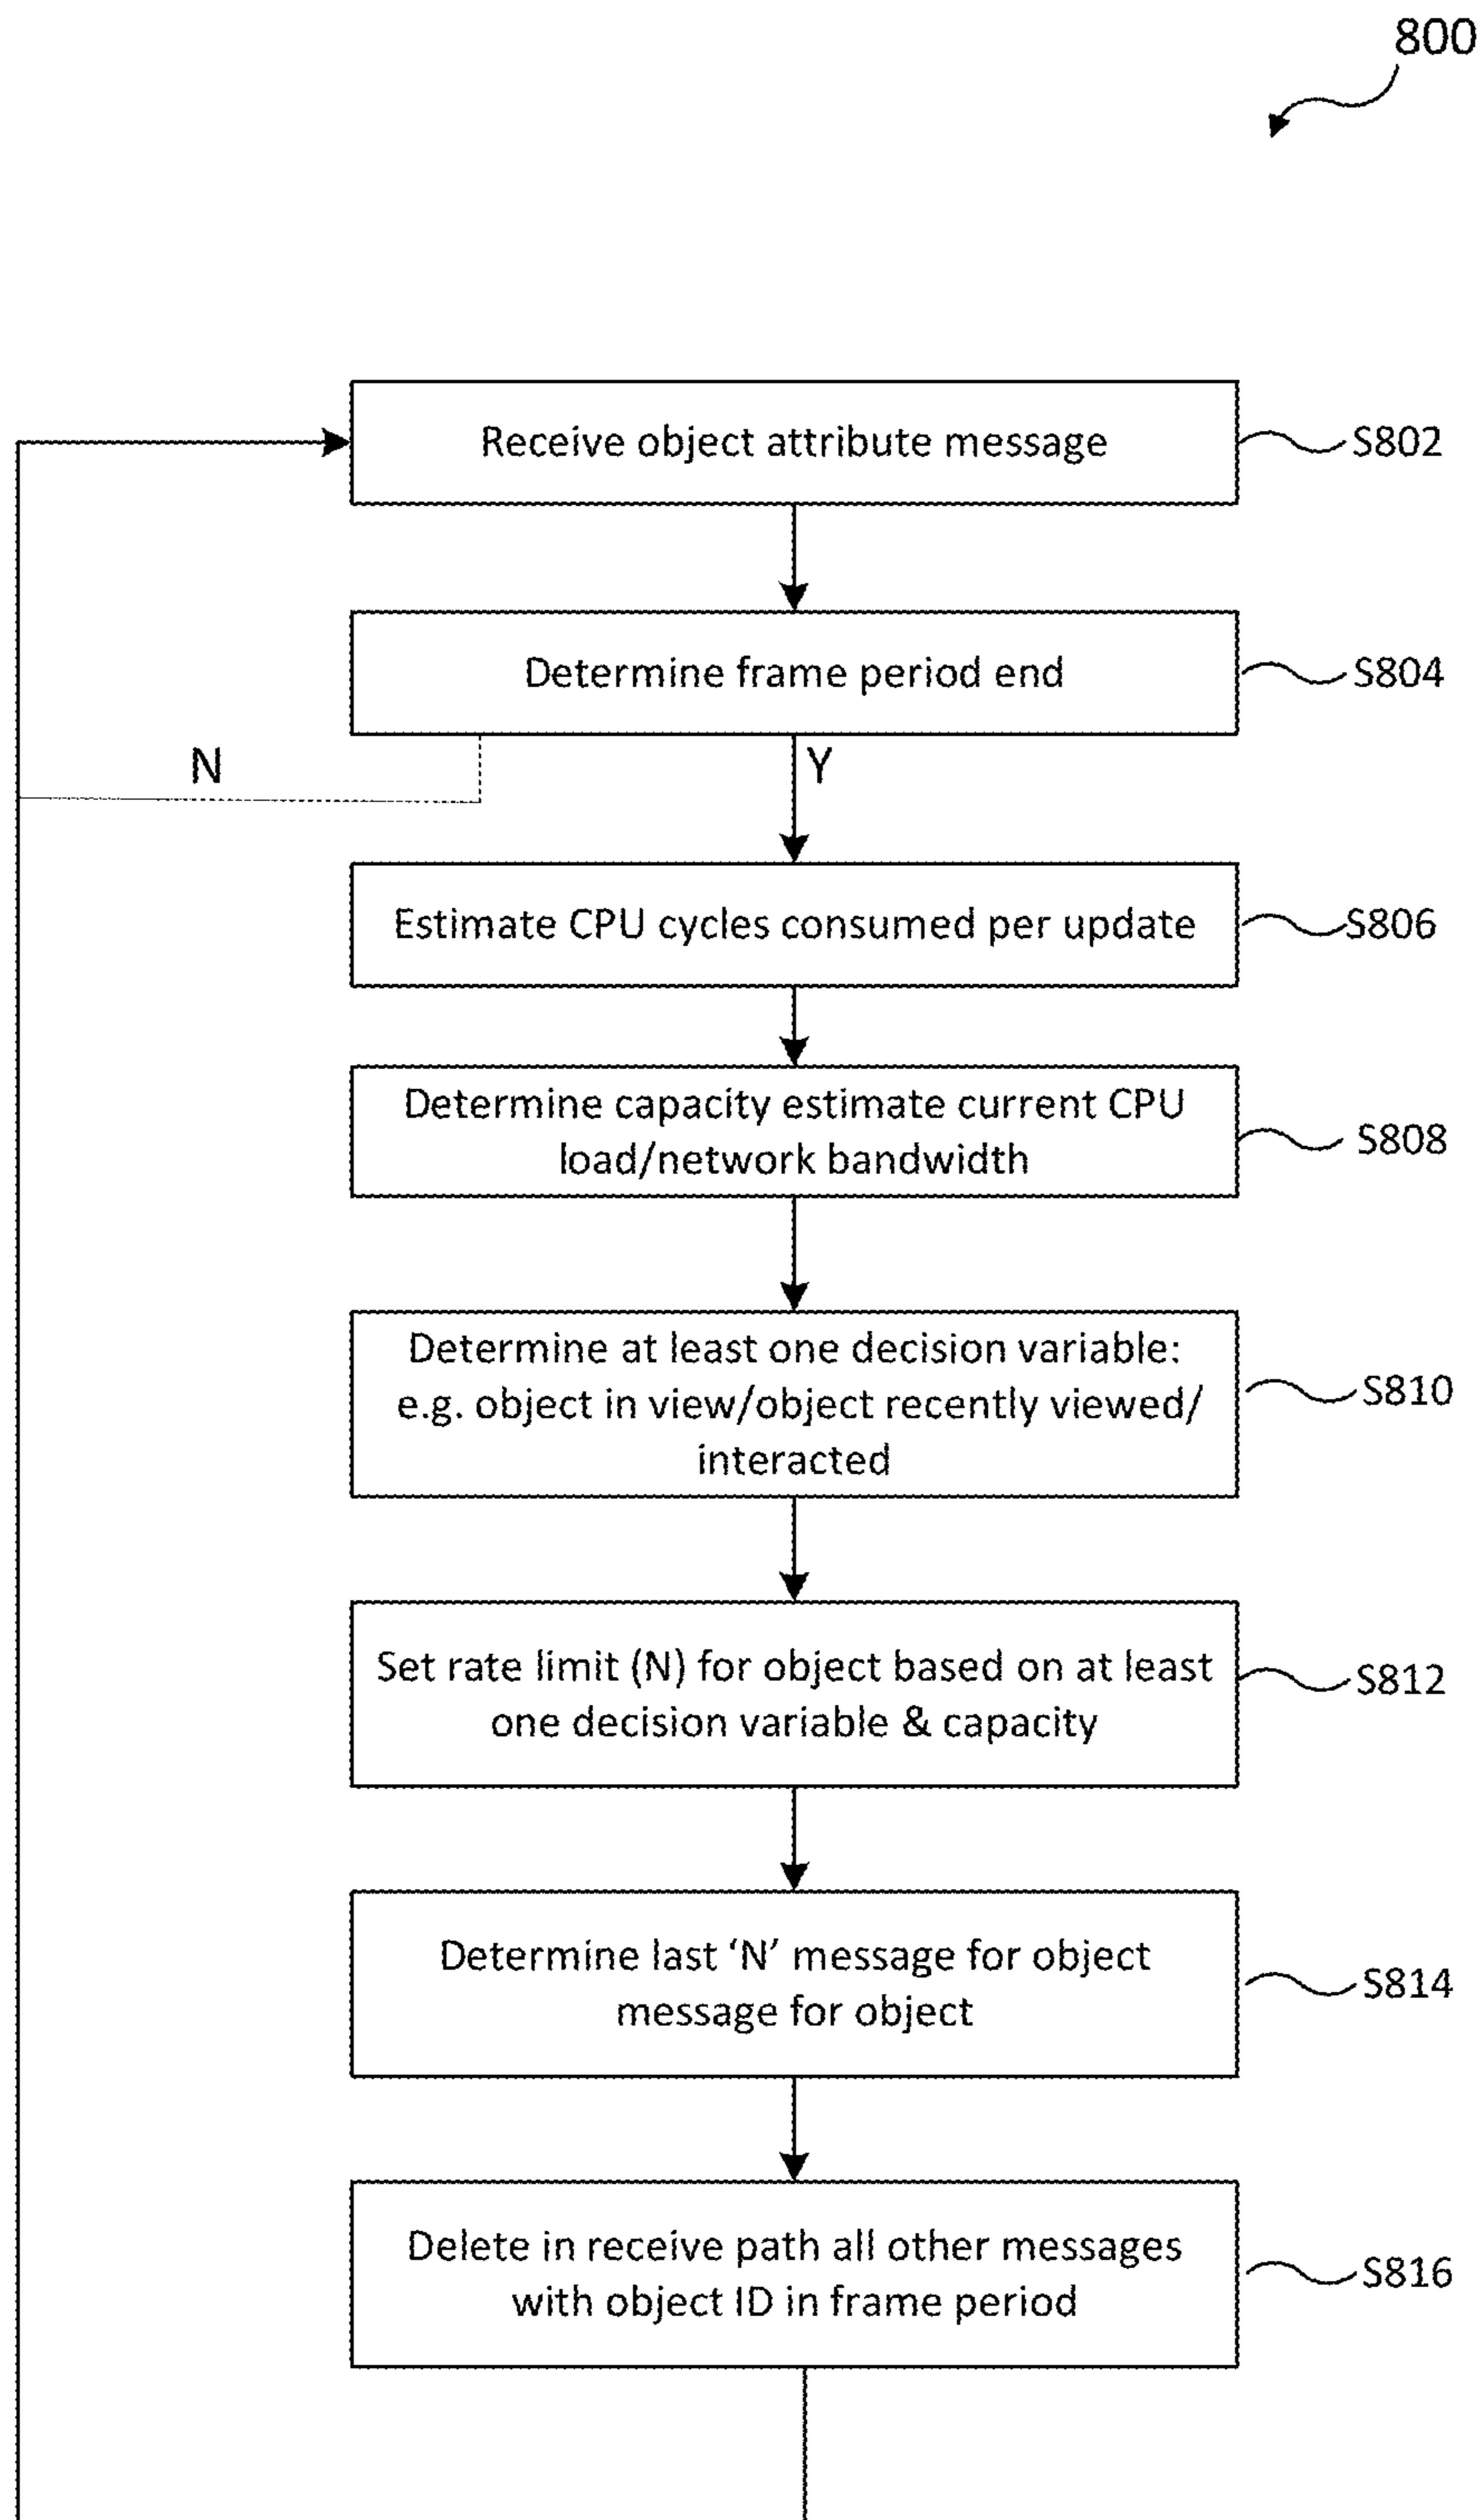 800
Receive object attribute message
S802
Determine frame period end
S804
N
Y
Estimate CPU cycles consumed per update
S806
Determine capacity estimate current CPU
load/network bandwidth
S808
Determine at least one decision variable:
e.g. object in view/object recently viewed/
interacted
S810
Set rate limit (N) for object based on at least
one decision variable & capacity
S812
Determine last ‘N’ message for object
message for object
S814
Delete in receive path all other messages
with object ID in frame period
S816